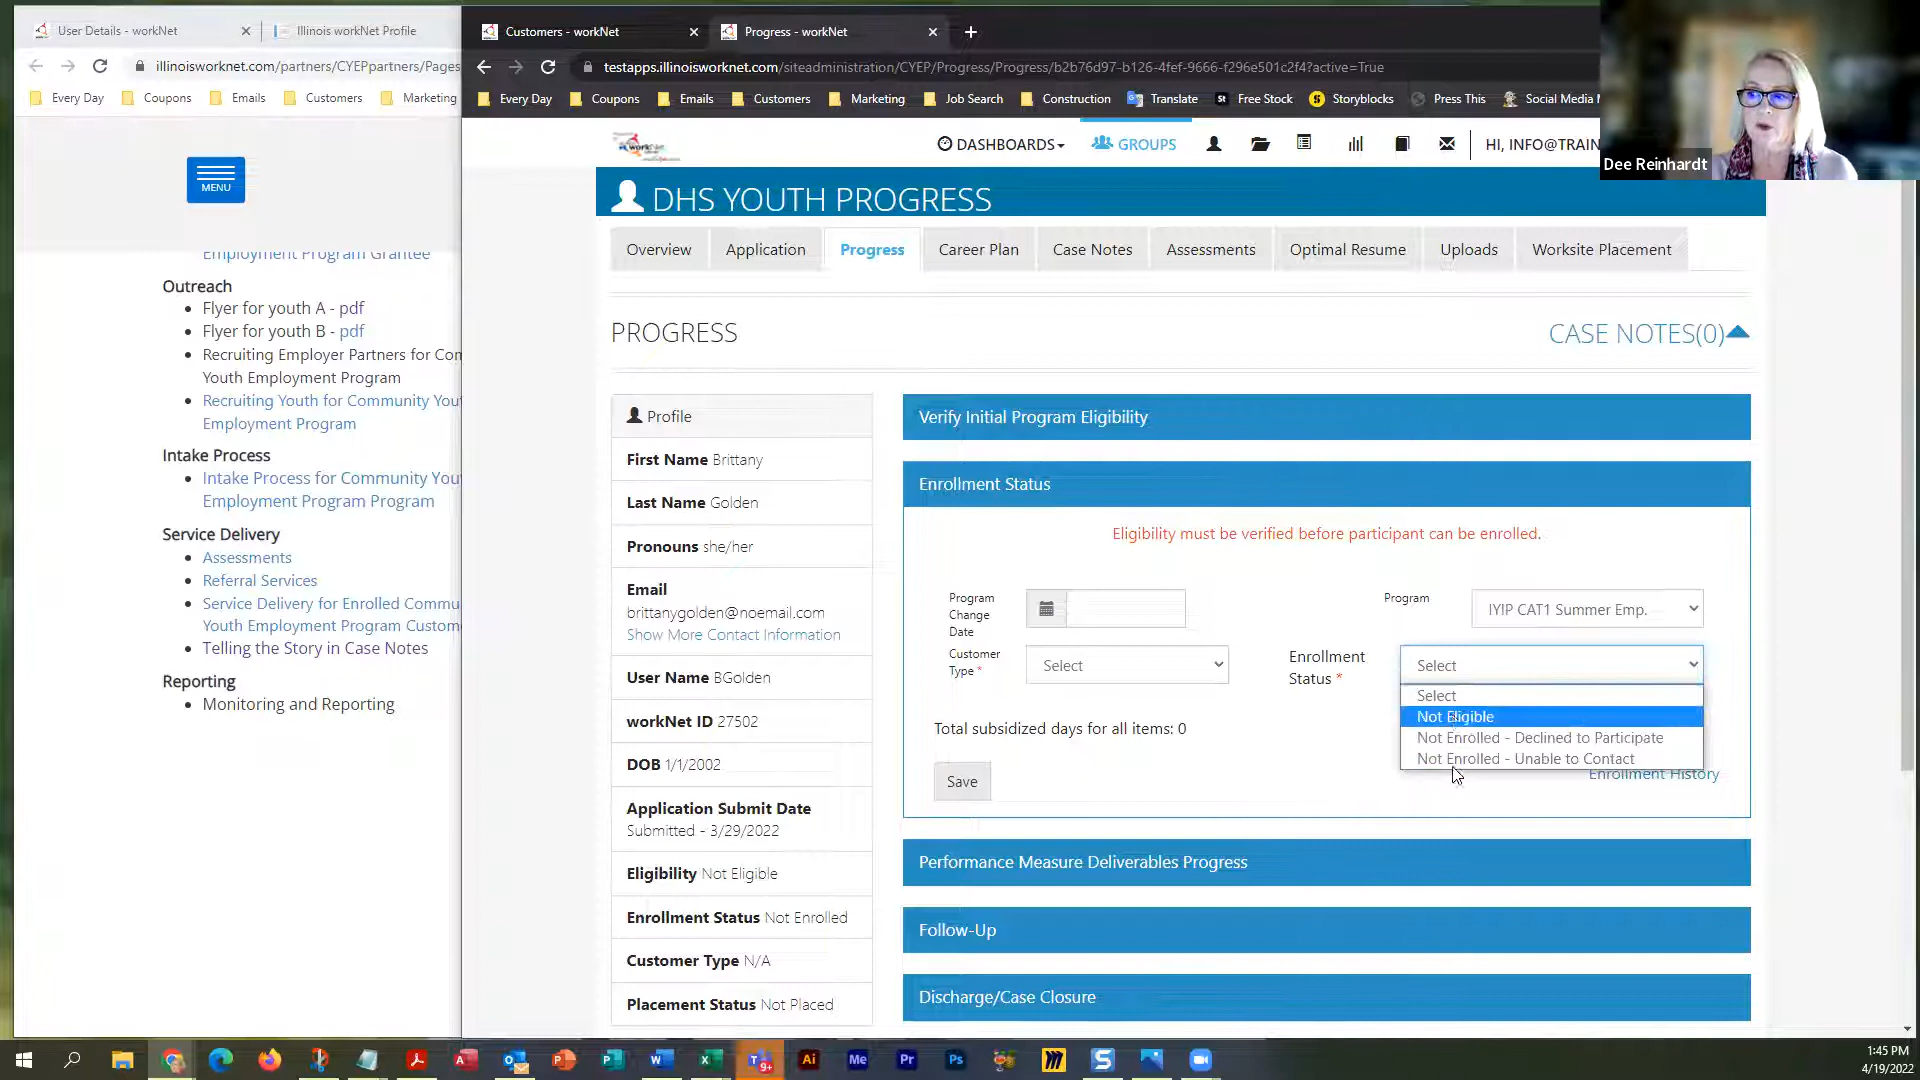 User Details - workNet
Illinois workNet Profile
illinoisworknet.com/partners/CYEPpartners/Pages
Every Day
Coupons
Emails
Customers
Marketing
MENU
Employment Program Grantee
Outreach
Flyer for youth A - pdf
Flyer for youth B - pdf
Recruiting Employer Partners for Com
Youth Employment Program
Recruiting Youth for Community You
Employment Program
Intake Process
Intake Process for Community You
Employment Program Program
Service Delivery
Assessments
Referral Services
Service Delivery for Enrolled Commu
Youth Employment Program Custom
Telling the Story in Case Notes
Reporting
Monitoring and Reporting
Customers - workNet
Progress - workNet
testapps.illinoisworknet.com/siteadministration/CYEP/Progress/Progress/b2b76d97-b126-4fef-9666-f296e501c2f4?active=True
Every Day
Coupons
Emails
Customers
Marketing
Job Search
Construction
Translate
Free Stock
Storyblocks
Press This
Social Media M
Dee Reinhardt
workNet
DASHBOARDS
GROUPS
HI, INFO@TRAIN
DHS YOUTH PROGRESS
Overview
Application
Progress
Career Plan
Case Notes
Assessments
Optimal Resume
Uploads
Worksite Placement
PROGRESS
CASE NOTES(0)
Profile
First Name Brittany
Last Name Golden
Pronouns she/her
Email
brittanygolden@noemail.com
Show More Contact Information
User Name BGolden
workNet ID 27502
DOB 1/1/2002
Application Submit Date
Submitted - 3/29/2022
Eligibility Not Eligible
Enrollment Status Not Enrolled
Customer Type N/A
Placement Status Not Placed
Verify Initial Program Eligibility
Enrollment Status
Eligibility must be verified before participant can be enrolled.
Program
Change
Date
Program
IYIP CAT1 Summer Emp.
Customer
Type *
Select
Enrollment
Status *
Select
Select
Not Eligible
Not Enrolled - Declined to Participate
Not Enrolled - Unable to Contact
Total subsidized days for all items: 0
Save
Enrollment History
Performance Measure Deliverables Progress
Follow-Up
Discharge/Case Closure
9+
Ai
Me
Pr
Ps
1:45 PM
4/19/2022